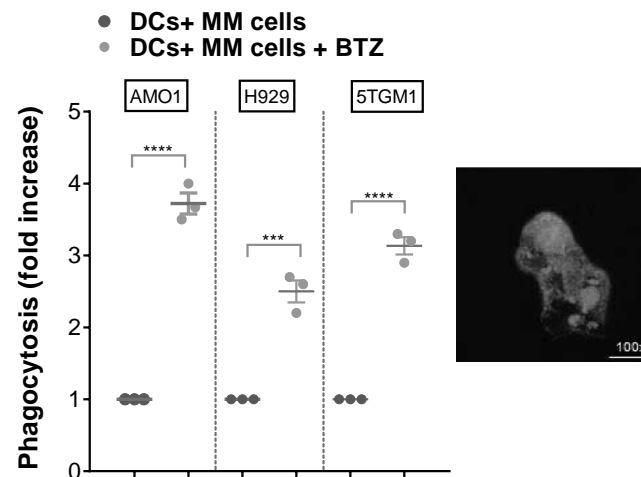 DCs+ MM cells
DCs+ MM cells + BTZ
AMO1
H929
5TGM1
Phagocytosis (fold increase)
5
4
3
2
1
0
****
***
****